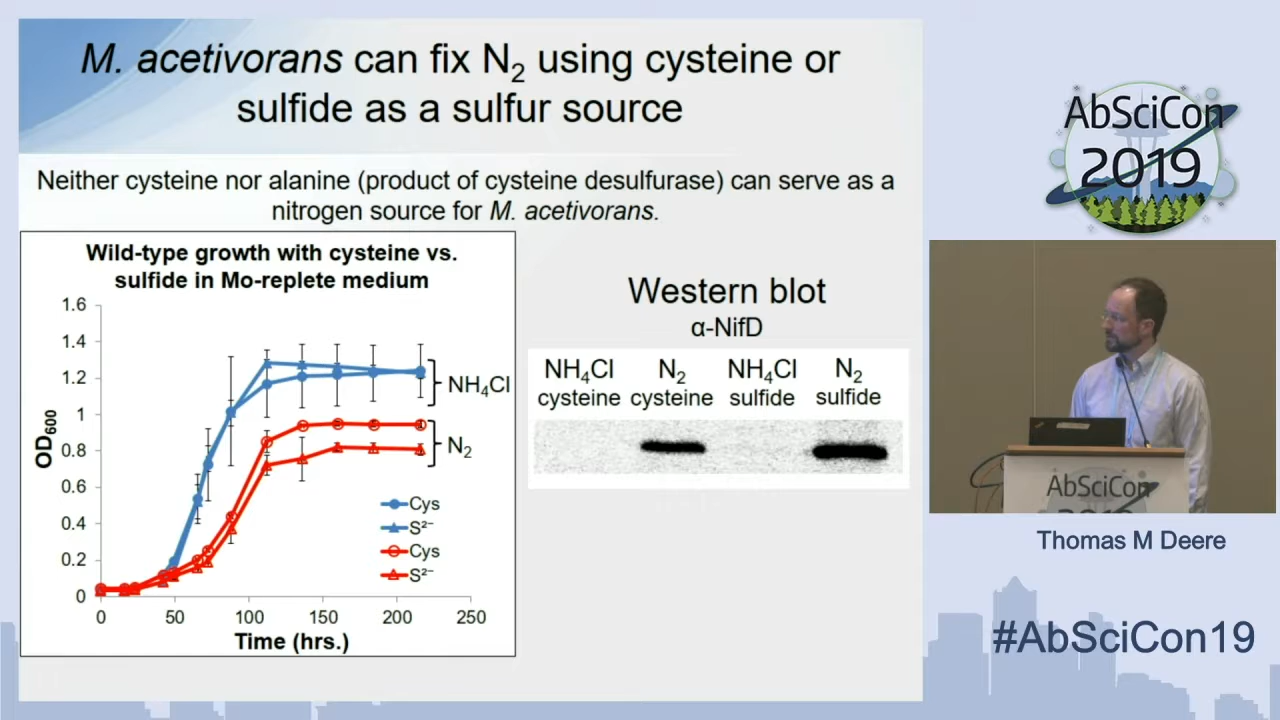 M. acetivorans can fix N₂ using cysteine or
sulfide as a sulfur source
Neither cysteine nor alanine (product of cysteine desulfurase) can serve as a
nitrogen source for M. acetivorans.
Wild-type growth with cysteine vs.
sulfide in Mo-replete medium
1.6
1.4
1.2
1
0.8
0.6
0.4
0.2
0
OD₆₀₀
0 50 100 150 200 250
Time (hrs.)
NH₄Cl
N₂
Cys
S²⁻
Cys
S²⁻
Western blot
α-NifD
NH₄Cl N₂ NH₄Cl N₂
cysteine cysteine sulfide sulfide
AbSciCon
2019
AbSciCon
2019
Thomas M Deere
#AbSciCon19